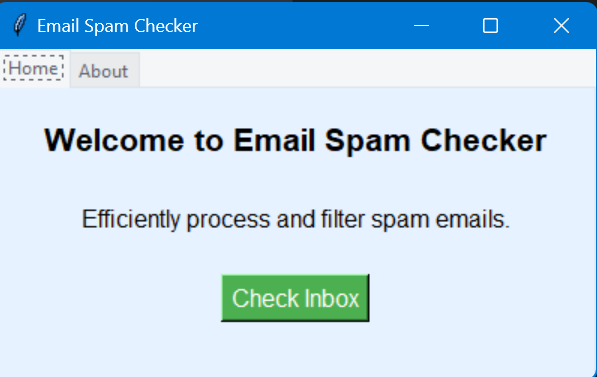 Email Spam Checker
Home About
Welcome to Email Spam Checker
Efficiently process and filter spam emails.
Check Inbox